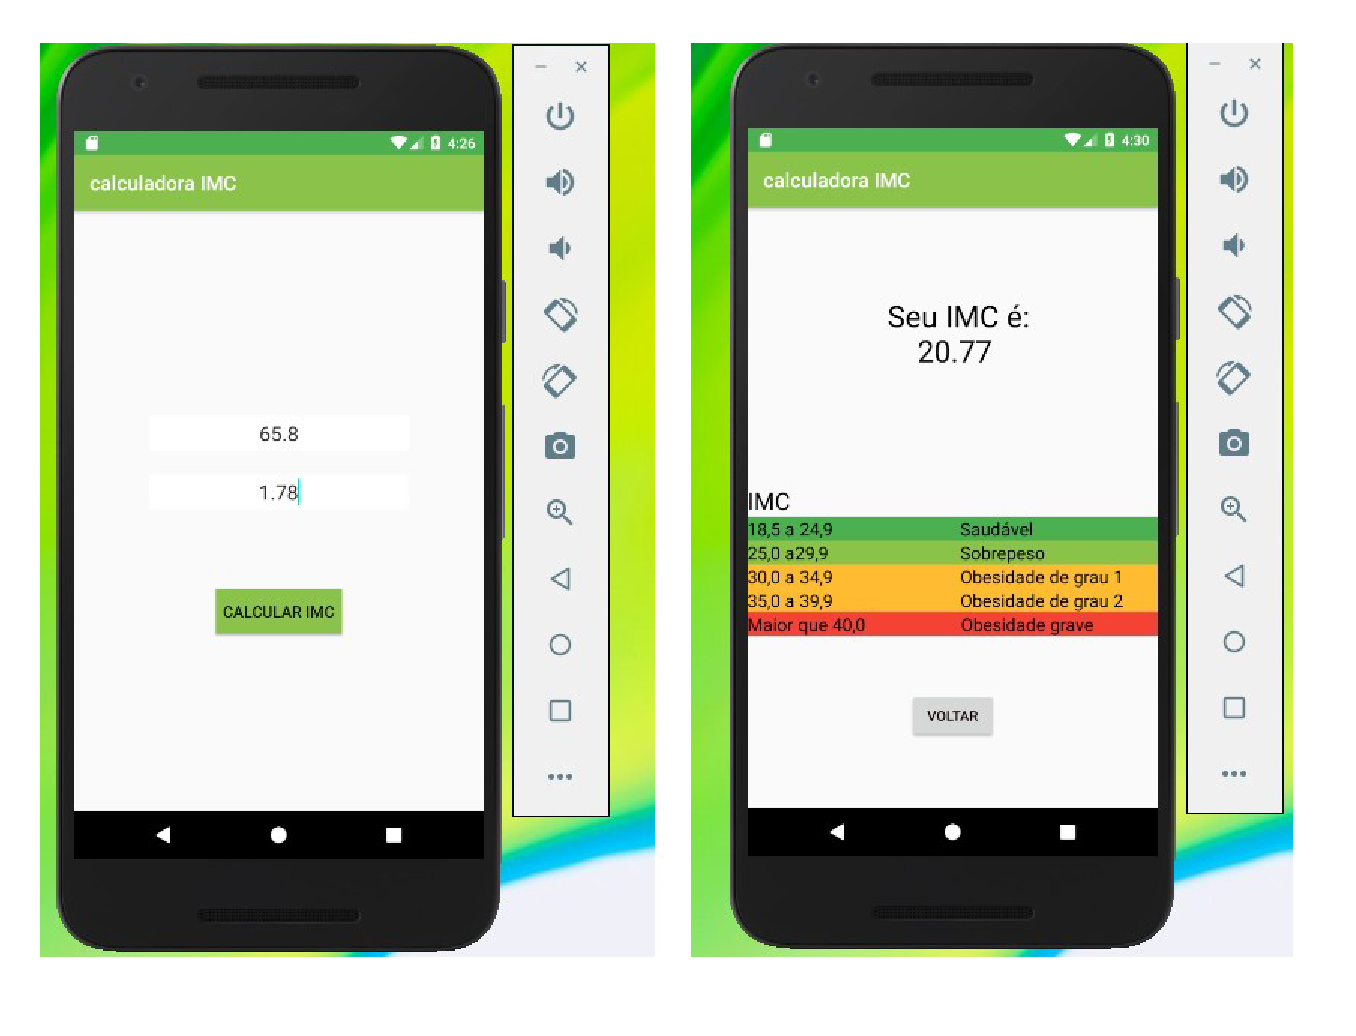 4:26
calculadora IMC
65.8
1.78
CALCULAR IMC
4:30
calculadora IMC
Seu IMC é:
20.77
IMC
18,5 a 24,9 Saudável
25,0 a29,9 Sobrepeso
30,0 a 34,9 Obesidade de grau 1
35,0 a 39,9 Obesidade de grau 2
Maior que 40,0 Obesidade grave
VOLTAR